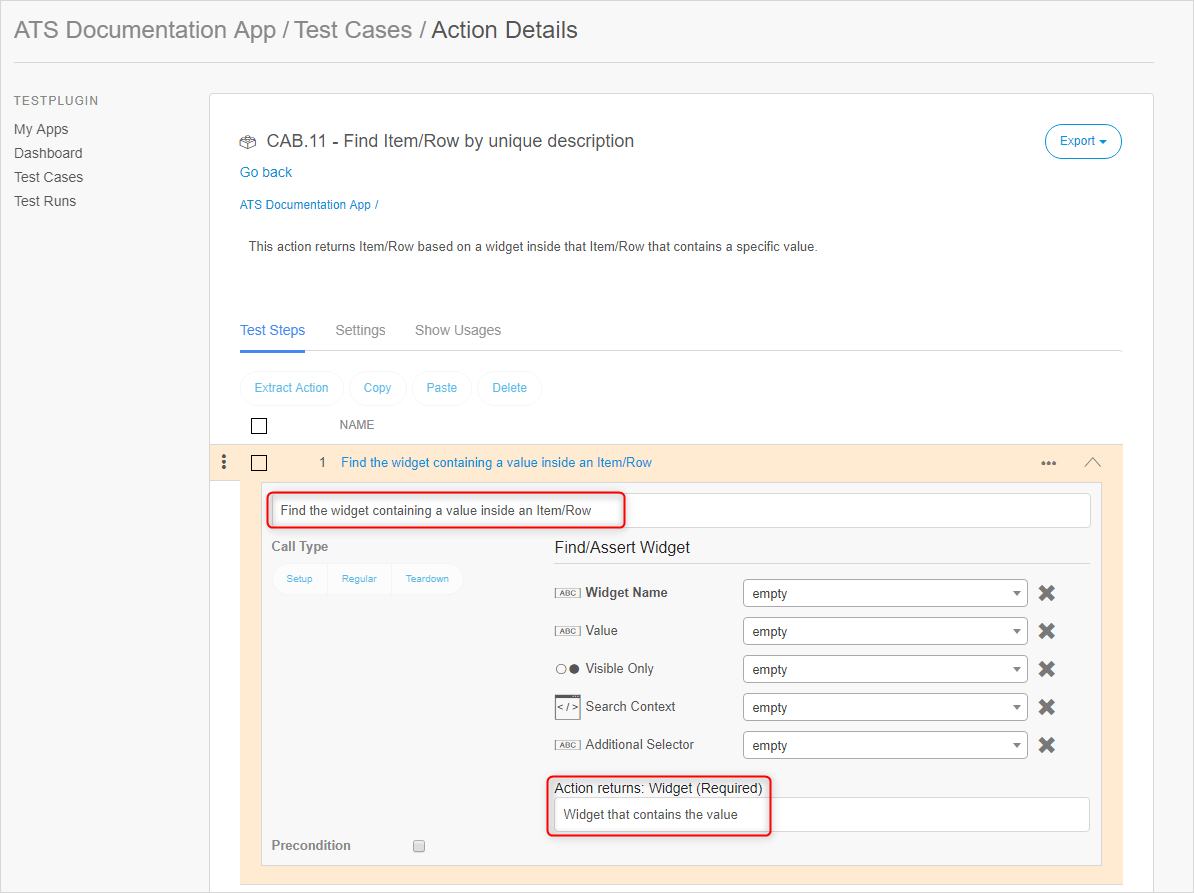 ATS Documentation App / Test Cases / Action Details
TESTPLUGIN
My Apps
Dashboard
Test Cases
Test Runs
CAB.11 - Find Item/Row by unique description
Export
Go back
ATS Documentation App /
This action returns Item/Row based on a widget inside that Item/Row that contains a specific value.
Test Steps Settings Show Usages
Extract Action Copy Paste Delete
NAME
1 Find the widget containing a value inside an Item/Row
Find the widget containing a value inside an Item/Row
Call Type
Setup Regular Teardown
Find/Assert Widget
ABC Widget Name empty
ABC Value empty
Visible Only empty
</> Search Context empty
ABC Additional Selector empty
Action returns: Widget (Required)
Widget that contains the value
Precondition